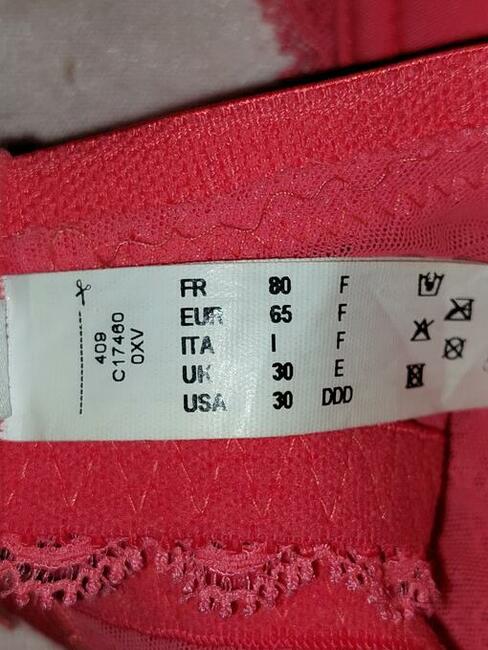 409
C17460
0XV
FR 80 F
EUR 65 F
ITA I F
UK 30 E
USA 30 DDD